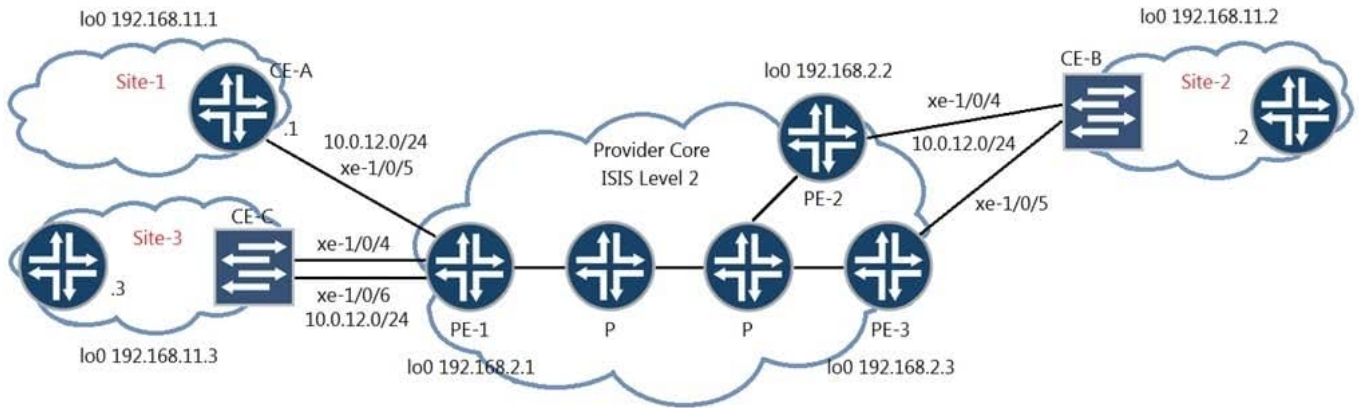 lo0 192.168.11.1
Site-1
CE-A
.1
10.0.12.0/24
xe-1/0/5
lo0 192.168.2.2
Provider Core
ISIS Level 2
PE-2
lo0 192.168.11.2
CE-B
Site-2
.2
xe-1/0/4
10.0.12.0/24
xe-1/0/5
Site-3
CE-C
.3
xe-1/0/4
xe-1/0/6
10.0.12.0/24
PE-1
P
P
PE-3
lo0 192.168.11.3
lo0 192.168.2.1
lo0 192.168.2.3